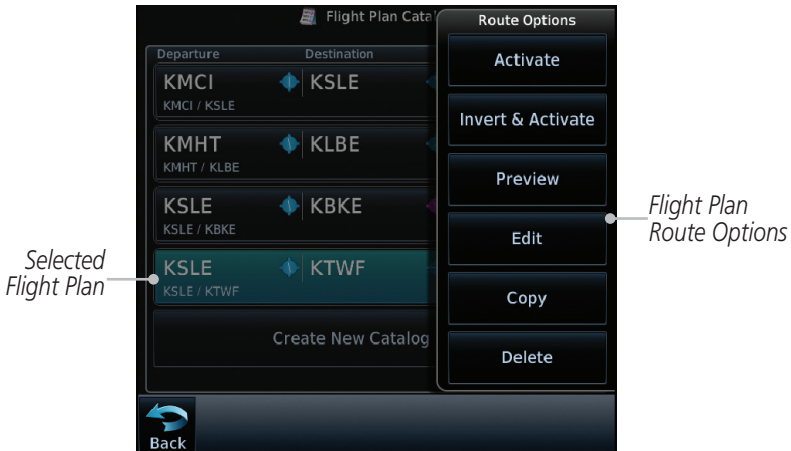 Flight Plan Cata
Route Options
Departure Destination
KMCI KSLE
KMCI / KSLE
KMHT KLBE
KMHT / KLBE
KSLE KBKE
KSLE / KBKE
KSLE KTWF
KSLE / KTWF
Create New Catalog
Activate
Invert & Activate
Preview
Edit
Copy
Delete
Back
Selected
Flight Plan
Flight Plan
Route Options